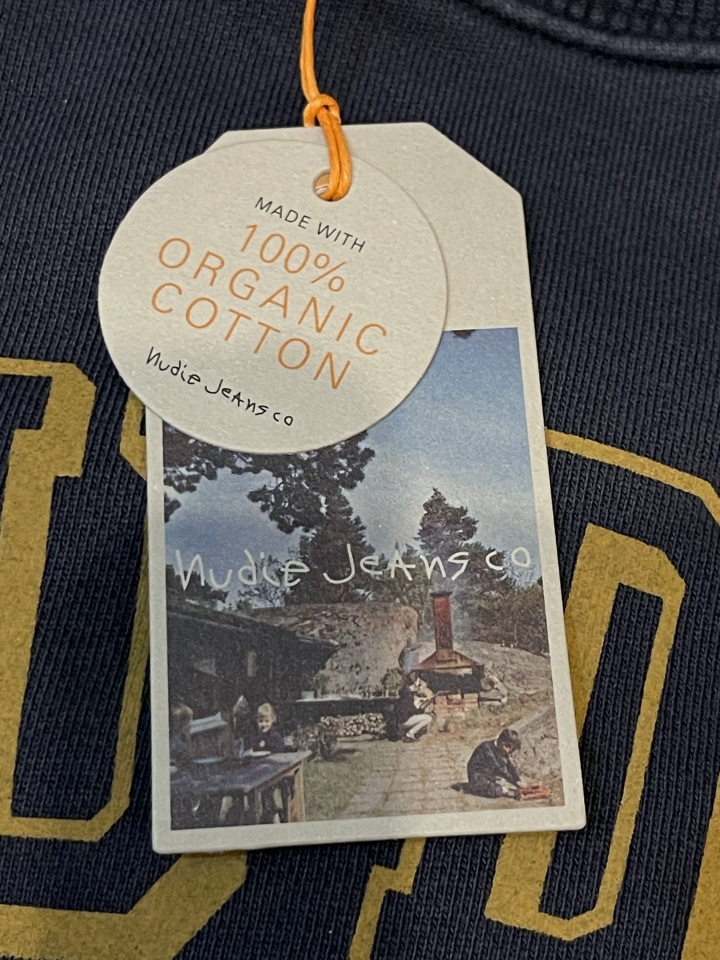 MADE WITH
100%
ORGANIC
COTTON
Nudie Jeans co
Nudie Jeans co